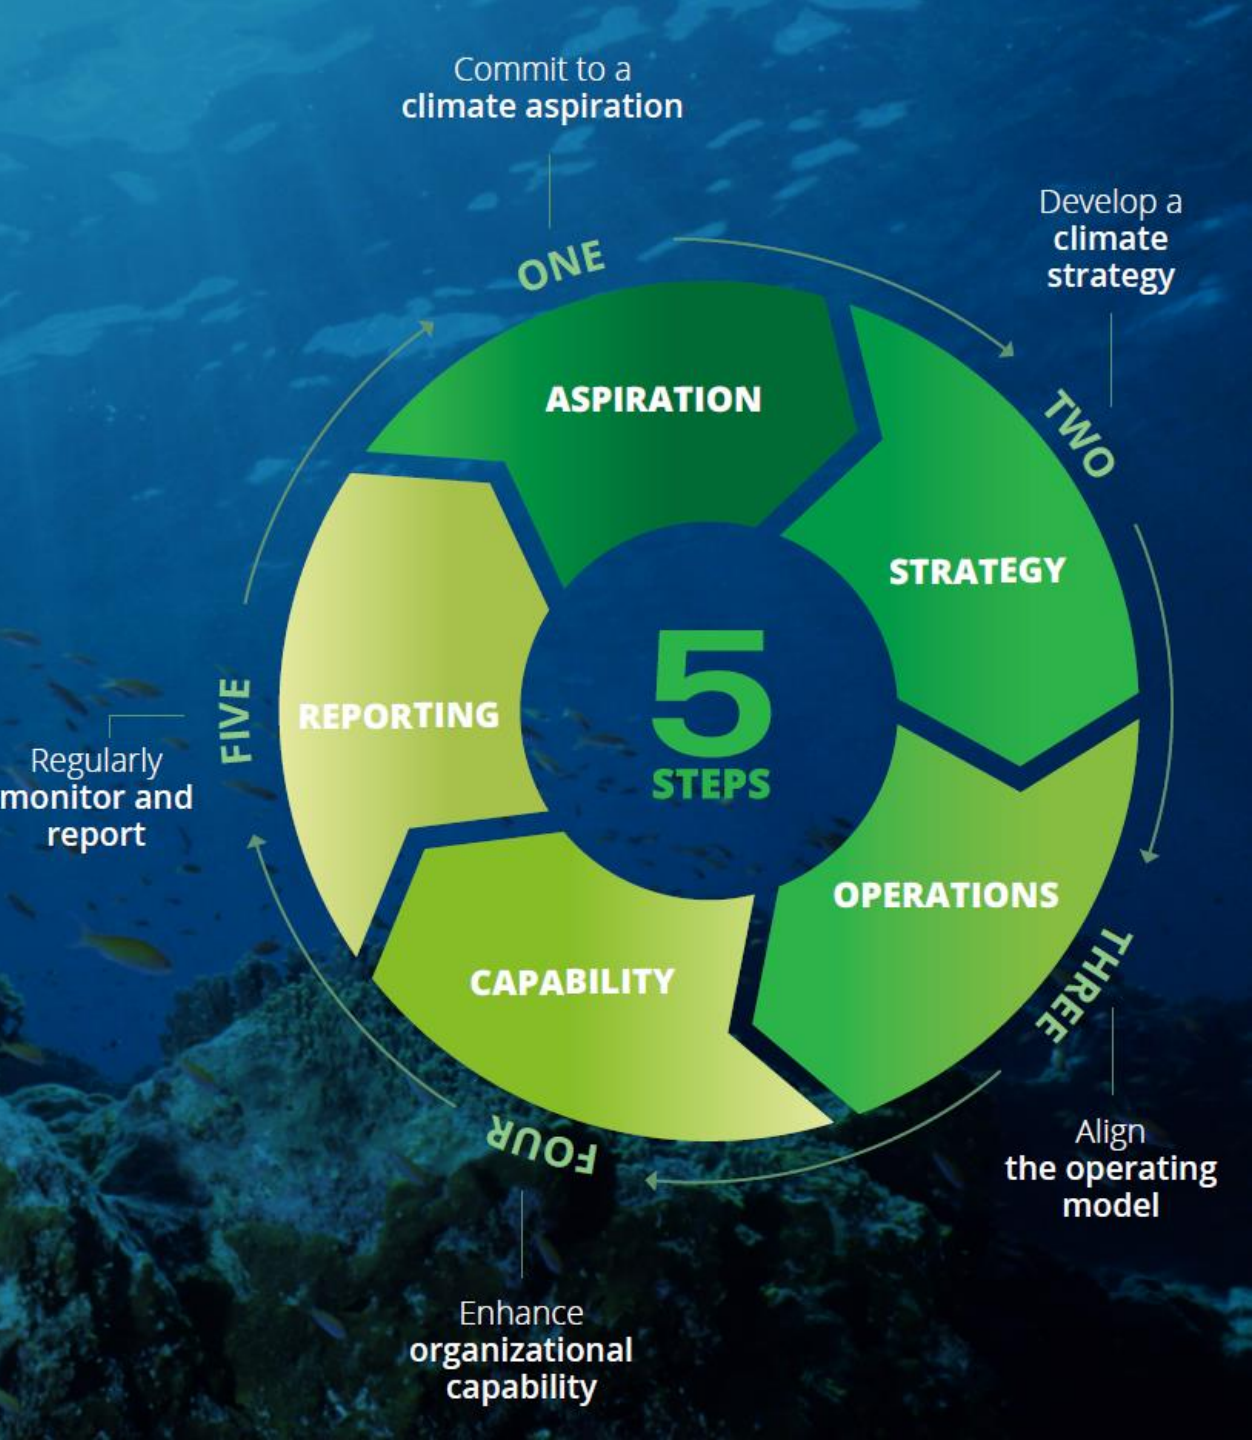 Commit to a
climate aspiration
Develop a
climate
strategy
ONE
TWO
ASPIRATION
STRATEGY
5
STEPS
REPORTING
FIVE
Regularly
monitor and
report
OPERATIONS
THREE
CAPABILITY
FOUR
Align
the operating
model
Enhance
organizational
capability